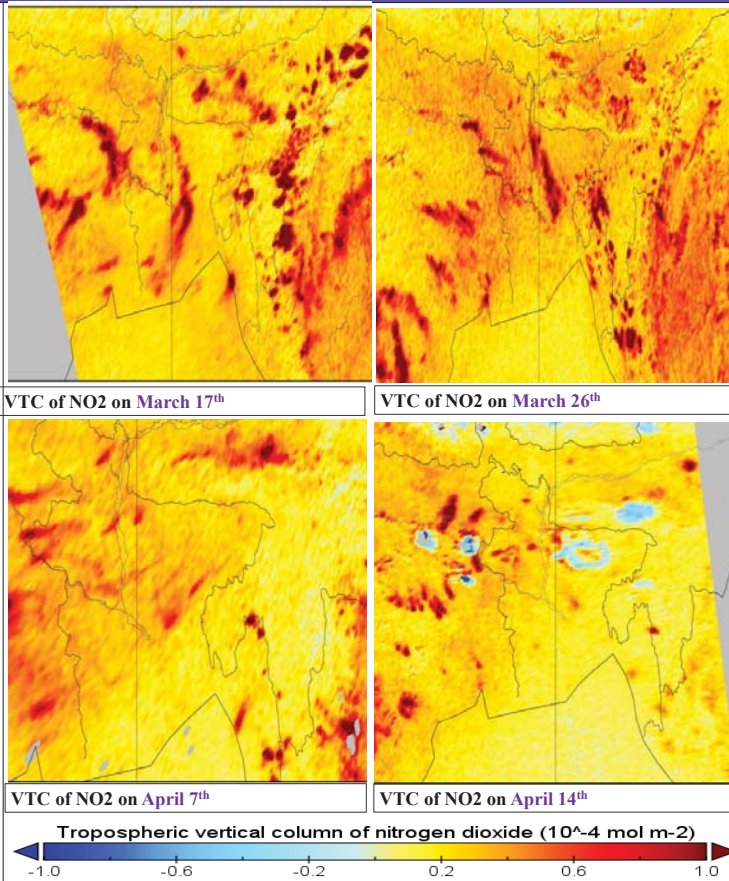 VTC of NO2 on March 17th
VTC of NO2 on March 26th
VTC of NO2 on April 7th
VTC of NO2 on April 14th
Tropospheric vertical column of nitrogen dioxide (10^-4 mol m-2)
-1.0 -0.6 -0.2 0.2 0.6 1.0